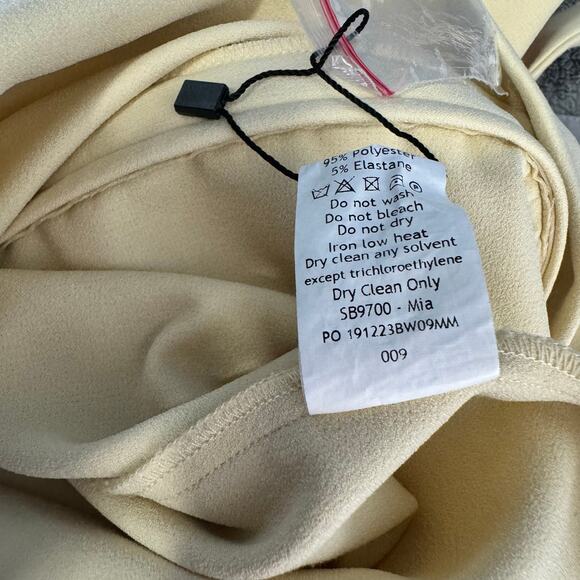 95% Polyester
5% Elastane
Do not wash
Do not bleach
Do not dry
Iron low heat
Dry clean any solvent
except trichloroethylene
Dry Clean Only
SB9700 - Mia
PO 191223BW09MM
009